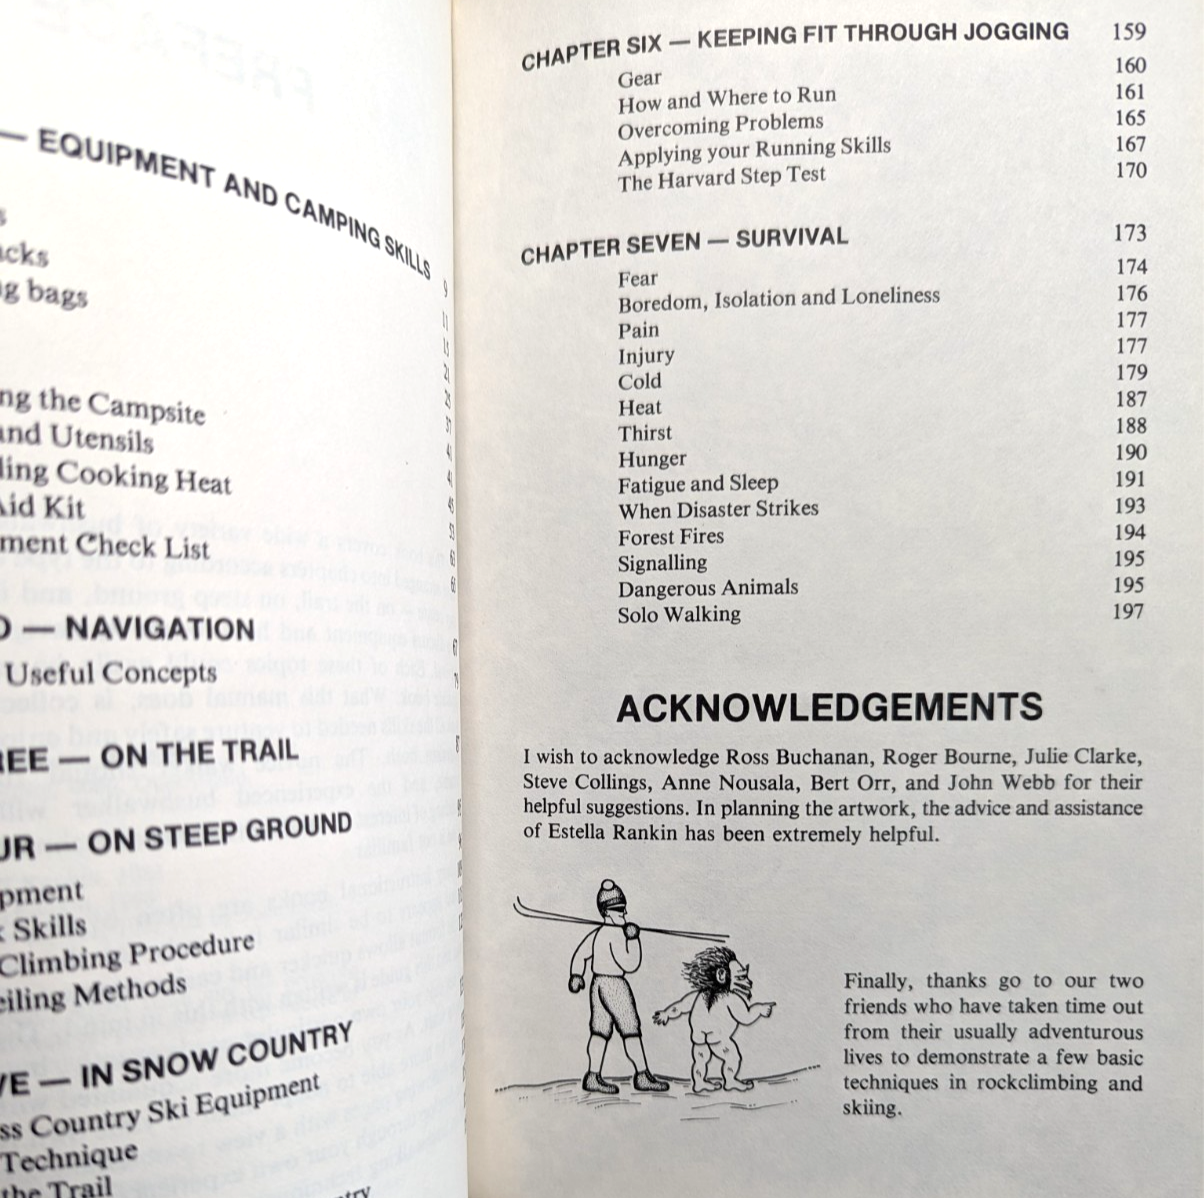 — EQUIPMENT AND CAMPING SKILLS
9
11
15
21
acks
ng bags
ing the Campsite
and Utensils
ling Cooking Heat
Aid Kit
ment Check List
O — NAVIGATION
Useful Concepts
REE — ON THE TRAIL
UR — ON STEEP GROUND
pment
Skills
Climbing Procedure
eiling Methods
VE — IN SNOW COUNTRY
ss Country Ski Equipment
Technique
the Trail
CHAPTER SIX — KEEPING FIT THROUGH JOGGING 159
Gear 160
How and Where to Run 161
Overcoming Problems 165
Applying your Running Skills 167
The Harvard Step Test 170
CHAPTER SEVEN — SURVIVAL 173
Fear 174
Boredom, Isolation and Loneliness 176
Pain 177
Injury 177
Cold 179
Heat 187
Thirst 188
Hunger 190
Fatigue and Sleep 191
When Disaster Strikes 193
Forest Fires 194
Signalling 195
Dangerous Animals 195
Solo Walking 197
ACKNOWLEDGEMENTS
I wish to acknowledge Ross Buchanan, Roger Bourne, Julie Clarke,
Steve Collings, Anne Nousala, Bert Orr, and John Webb for their
helpful suggestions. In planning the artwork, the advice and assistance
of Estella Rankin has been extremely helpful.
Finally, thanks go to our two
friends who have taken time out
from their usually adventurous
lives to demonstrate a few basic
techniques in rockclimbing and
skiing.